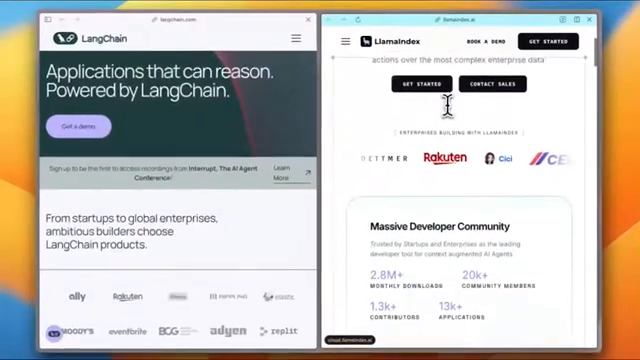 langchain.com
LangChain
Applications that can reason.
Powered by LangChain.
Get a demo
Sign up to be the first to access recordings from Interrupt, The AI Agent
Conference!
Learn
More
From startups to global enterprises,
ambitious builders choose
LangChain products.
ally
Rakuten
MOODY'S
eventbrite
BCG
adyen
replit
llamaindex.ai
LlamaIndex
BOOK A DEMO
GET STARTED
actions over the most complex enterprise data
GET STARTED
CONTACT SALES
ENTERPRISES BUILDING WITH LLAMAINDEX
Rakuten
Cici
Massive Developer Community
Trusted by Startups and Enterprises as the leading
developer tool for context augmented AI Agents.
2.8M+
20k+
MONTHLY DOWNLOADS
COMMUNITY MEMBERS
1.3k+
13k+
CONTRIBUTORS
APPLICATIONS
cloud.llamaindex.ai